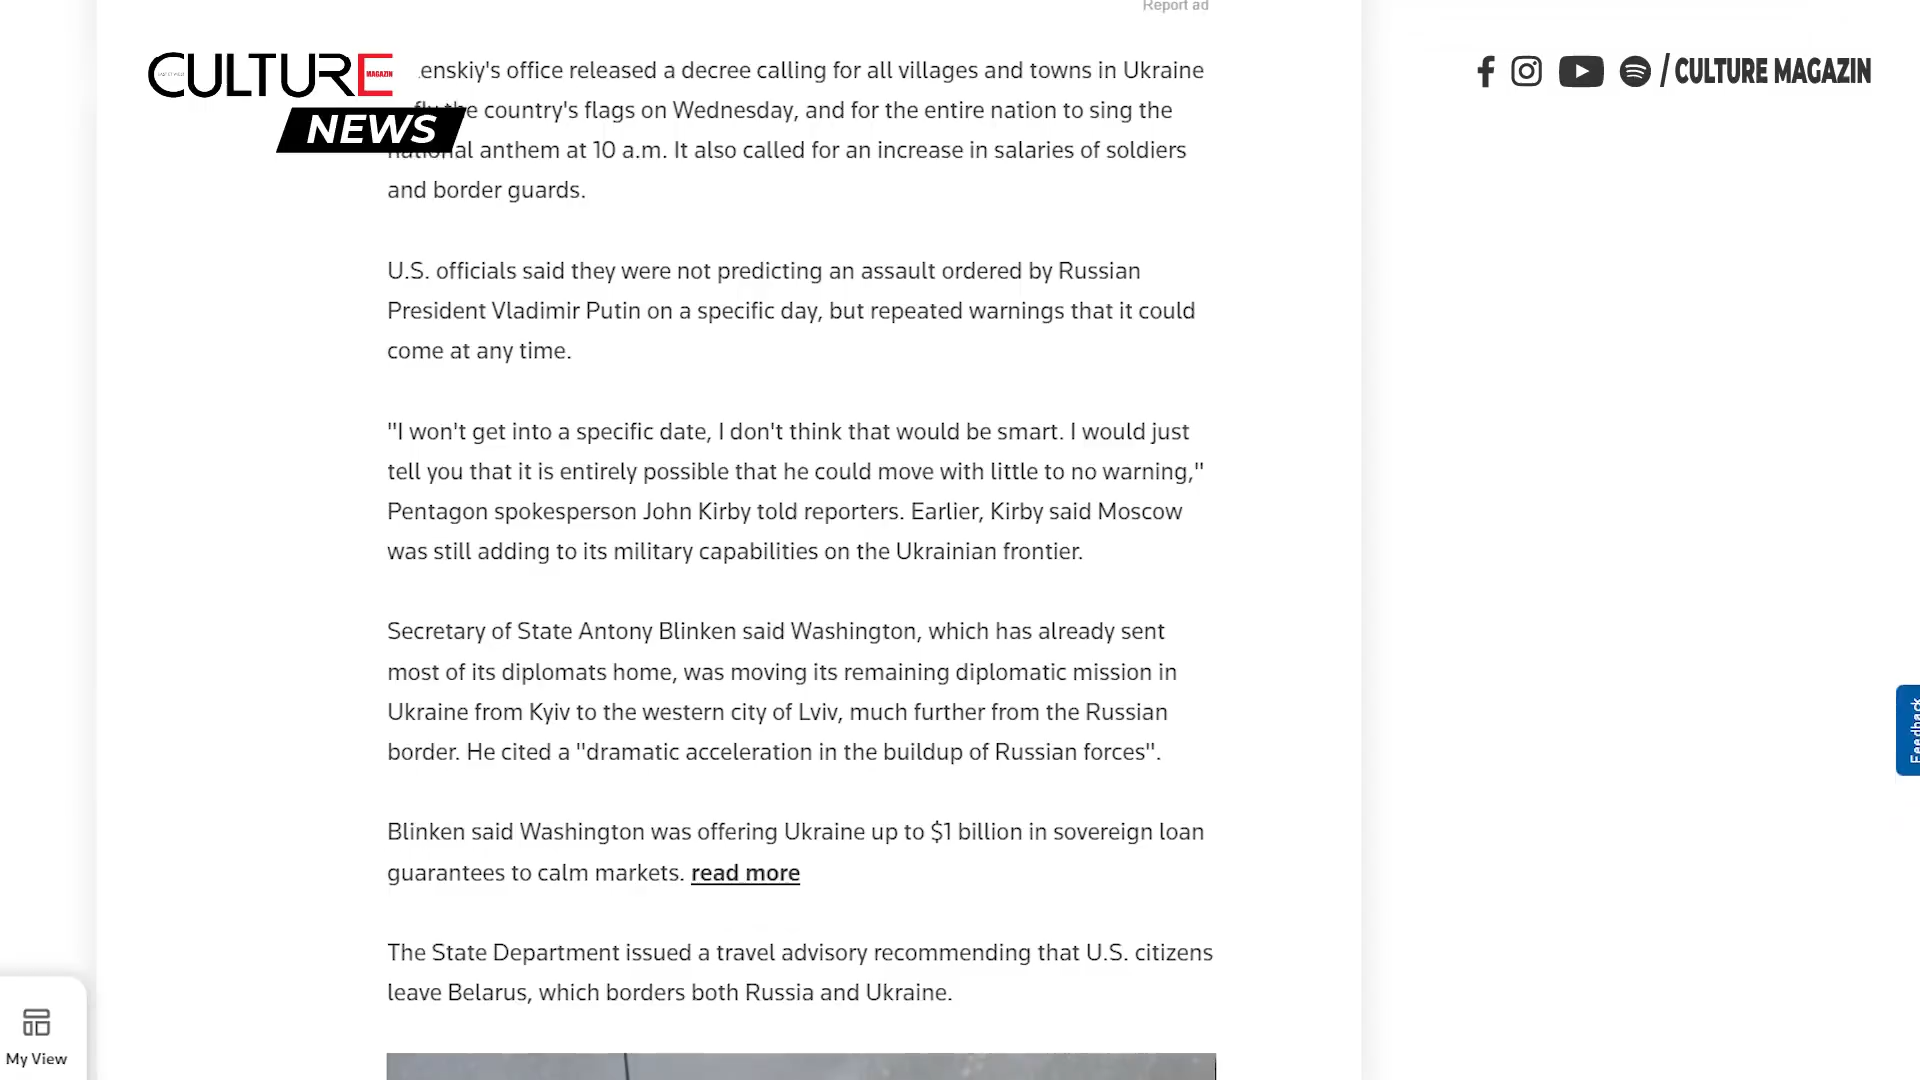 Report ad
CULTURE
MAGAZIN
NEWS
/ CULTURE MAGAZIN
enskiy's office released a decree calling for all villages and towns in Ukraine
fly the country's flags on Wednesday, and for the entire nation to sing the
national anthem at 10 a.m. It also called for an increase in salaries of soldiers
and border guards.
U.S. officials said they were not predicting an assault ordered by Russian
President Vladimir Putin on a specific day, but repeated warnings that it could
come at any time.
"I won't get into a specific date, I don't think that would be smart. I would just
tell you that it is entirely possible that he could move with little to no warning,"
Pentagon spokesperson John Kirby told reporters. Earlier, Kirby said Moscow
was still adding to its military capabilities on the Ukrainian frontier.
Secretary of State Antony Blinken said Washington, which has already sent
most of its diplomats home, was moving its remaining diplomatic mission in
Ukraine from Kyiv to the western city of Lviv, much further from the Russian
border. He cited a "dramatic acceleration in the buildup of Russian forces".
Blinken said Washington was offering Ukraine up to $1 billion in sovereign loan
guarantees to calm markets. read more
The State Department issued a travel advisory recommending that U.S. citizens
leave Belarus, which borders both Russia and Ukraine.
Feedback
My View